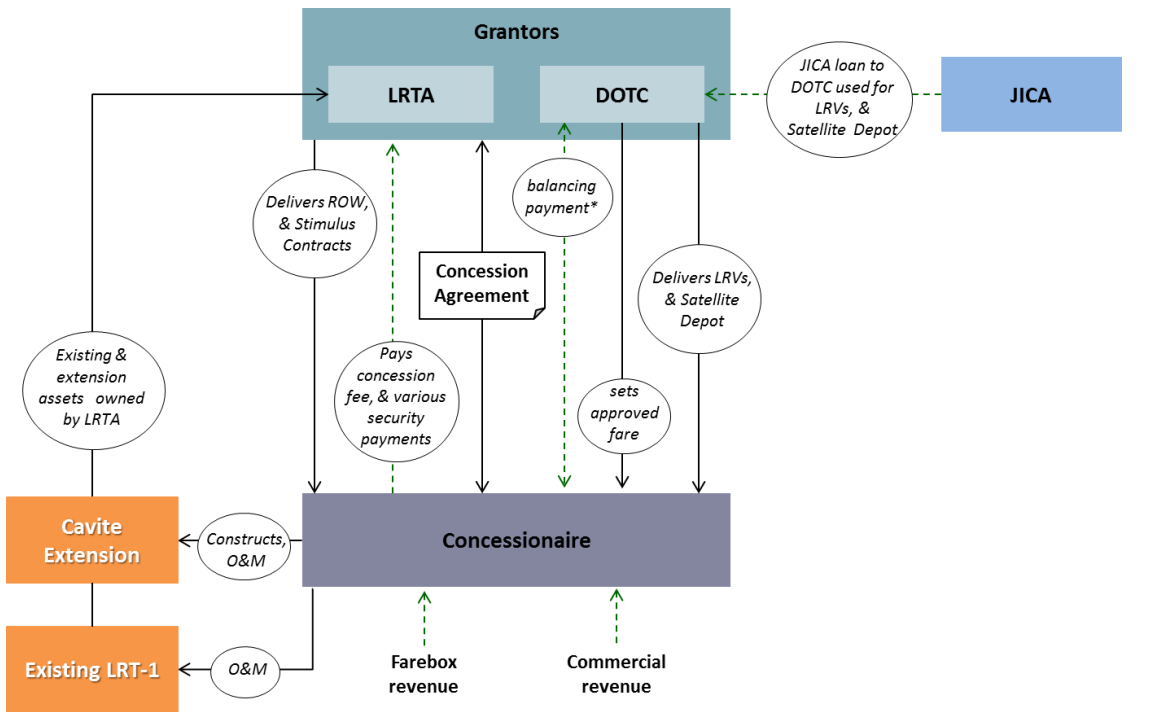 Grantors
LRTA
DOTC
JICA loan to
DOTC used for
LRVs, &
Satellite Depot
JICA
balancing
payment*
Delivers ROW,
& Stimulus
Contracts
Concession
Agreement
Delivers LRVs,
& Satellite
Depot
Existing &
extension
assets owned
by LRTA
Pays
concession
fee, & various
security
payments
sets
approved
fare
Cavite
Extension
Constructs,
O&M
Concessionaire
Existing LRT-1
O&M
Farebox
revenue
Commercial
revenue